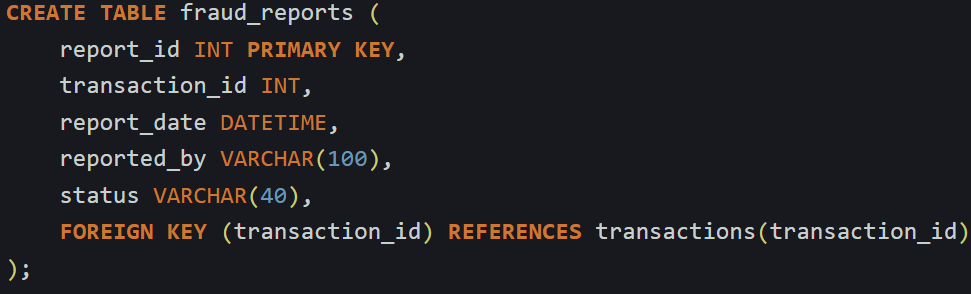 CREATE TABLE fraud_reports (
    report_id INT PRIMARY KEY,
    transaction_id INT,
    report_date DATETIME,
    reported_by VARCHAR(100),
    status VARCHAR(40),
    FOREIGN KEY (transaction_id) REFERENCES transactions(transaction_id)
);